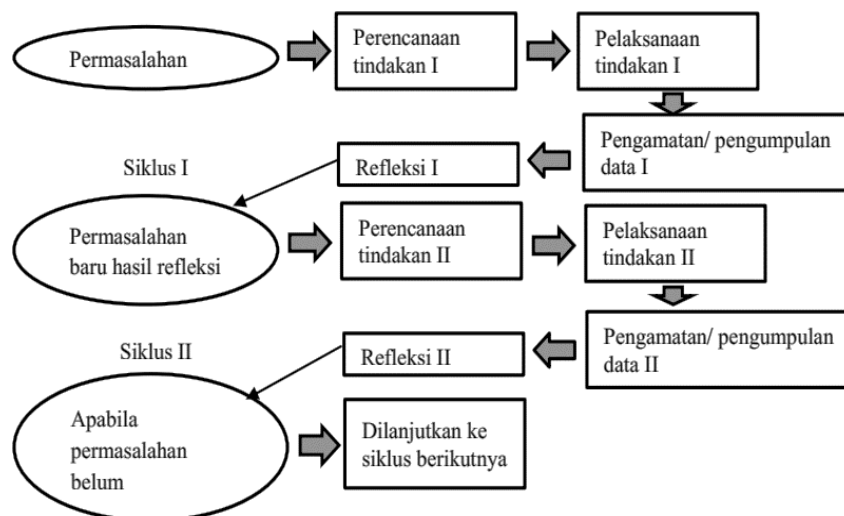 Permasalahan
Perencanaan
tindakan I
Pelaksanaan
tindakan I
Pengamatan/ pengumpulan
data I
Refleksi I
Siklus I
Permasalahan
baru hasil refleksi
Perencanaan
tindakan II
Pelaksanaan
tindakan II
Pengamatan/ pengumpulan
data II
Refleksi II
Siklus II
Apabila
permasalahan
belum
Dilanjutkan ke
siklus berikutnya